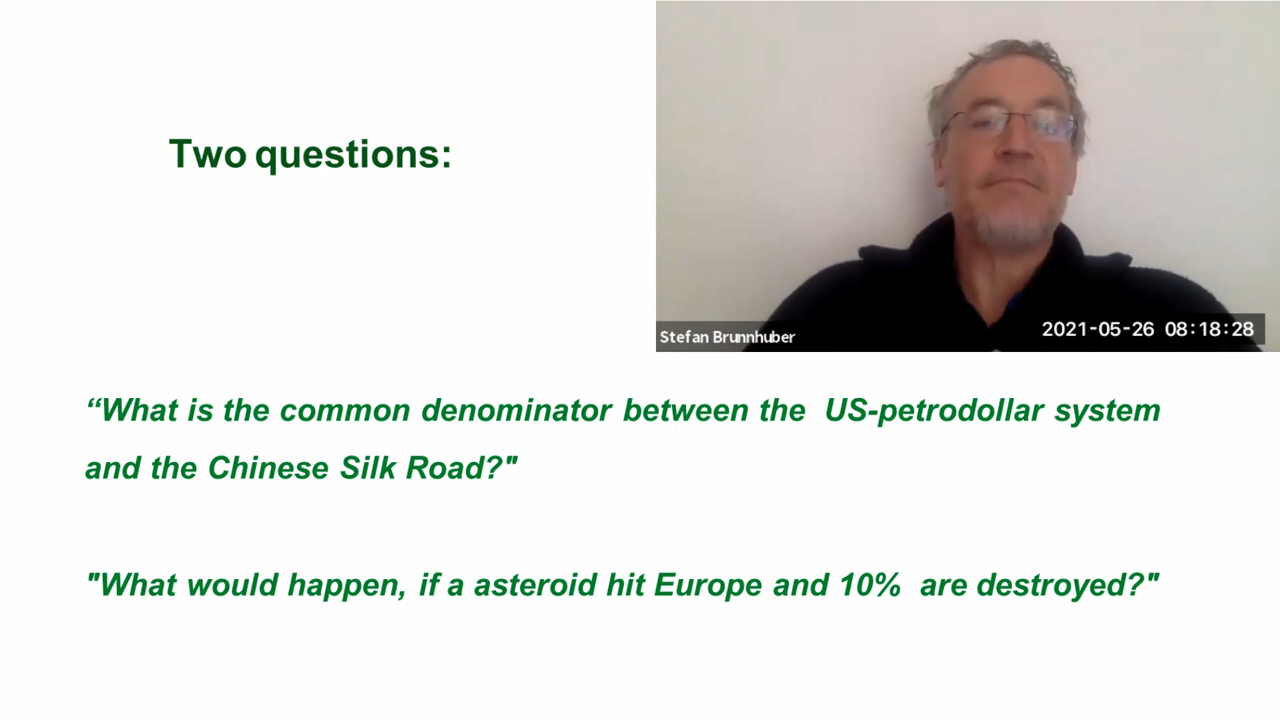 Two questions:
Stefan Brunnhuber
2021-05-26 08:18:28
“What is the common denominator between the US-petrodollar system
and the Chinese Silk Road?"
"What would happen, if a asteroid hit Europe and 10% are destroyed?"